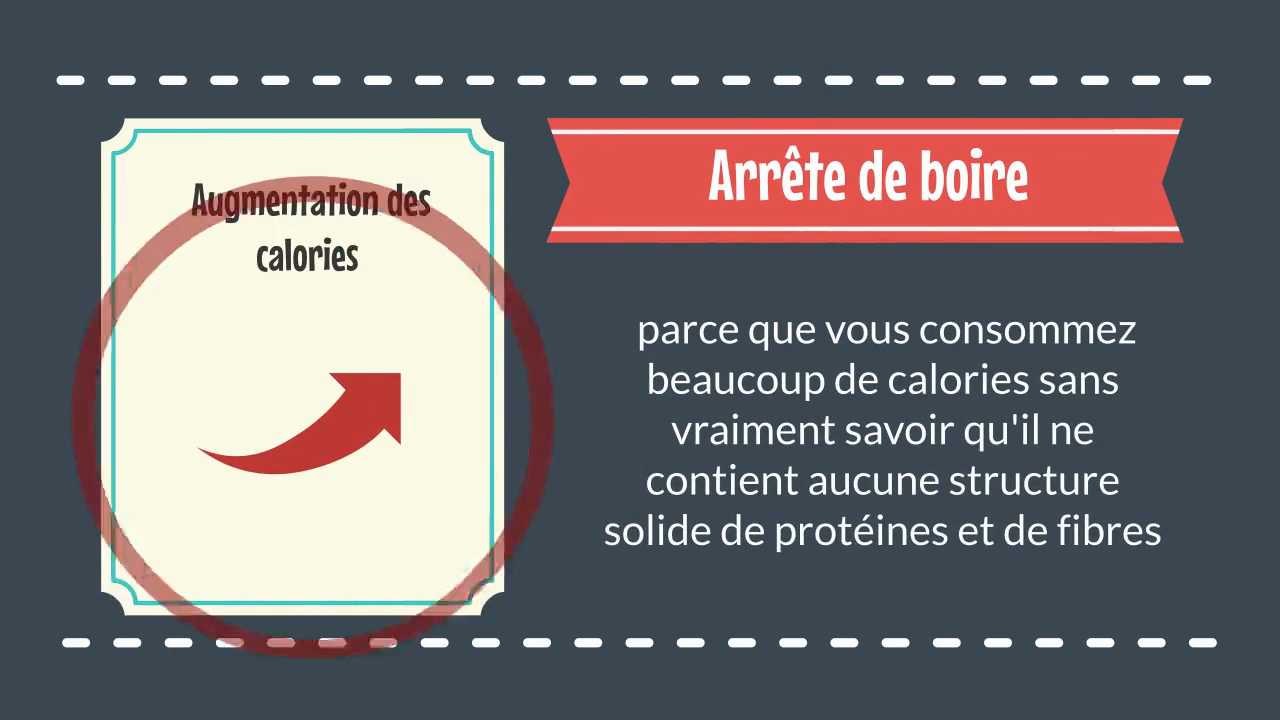 Augmentation des
calories
Arrête de boire
parce que vous consommez
beaucoup de calories sans
vraiment savoir qu'il ne
contient aucune structure
solide de protéines et de fibres